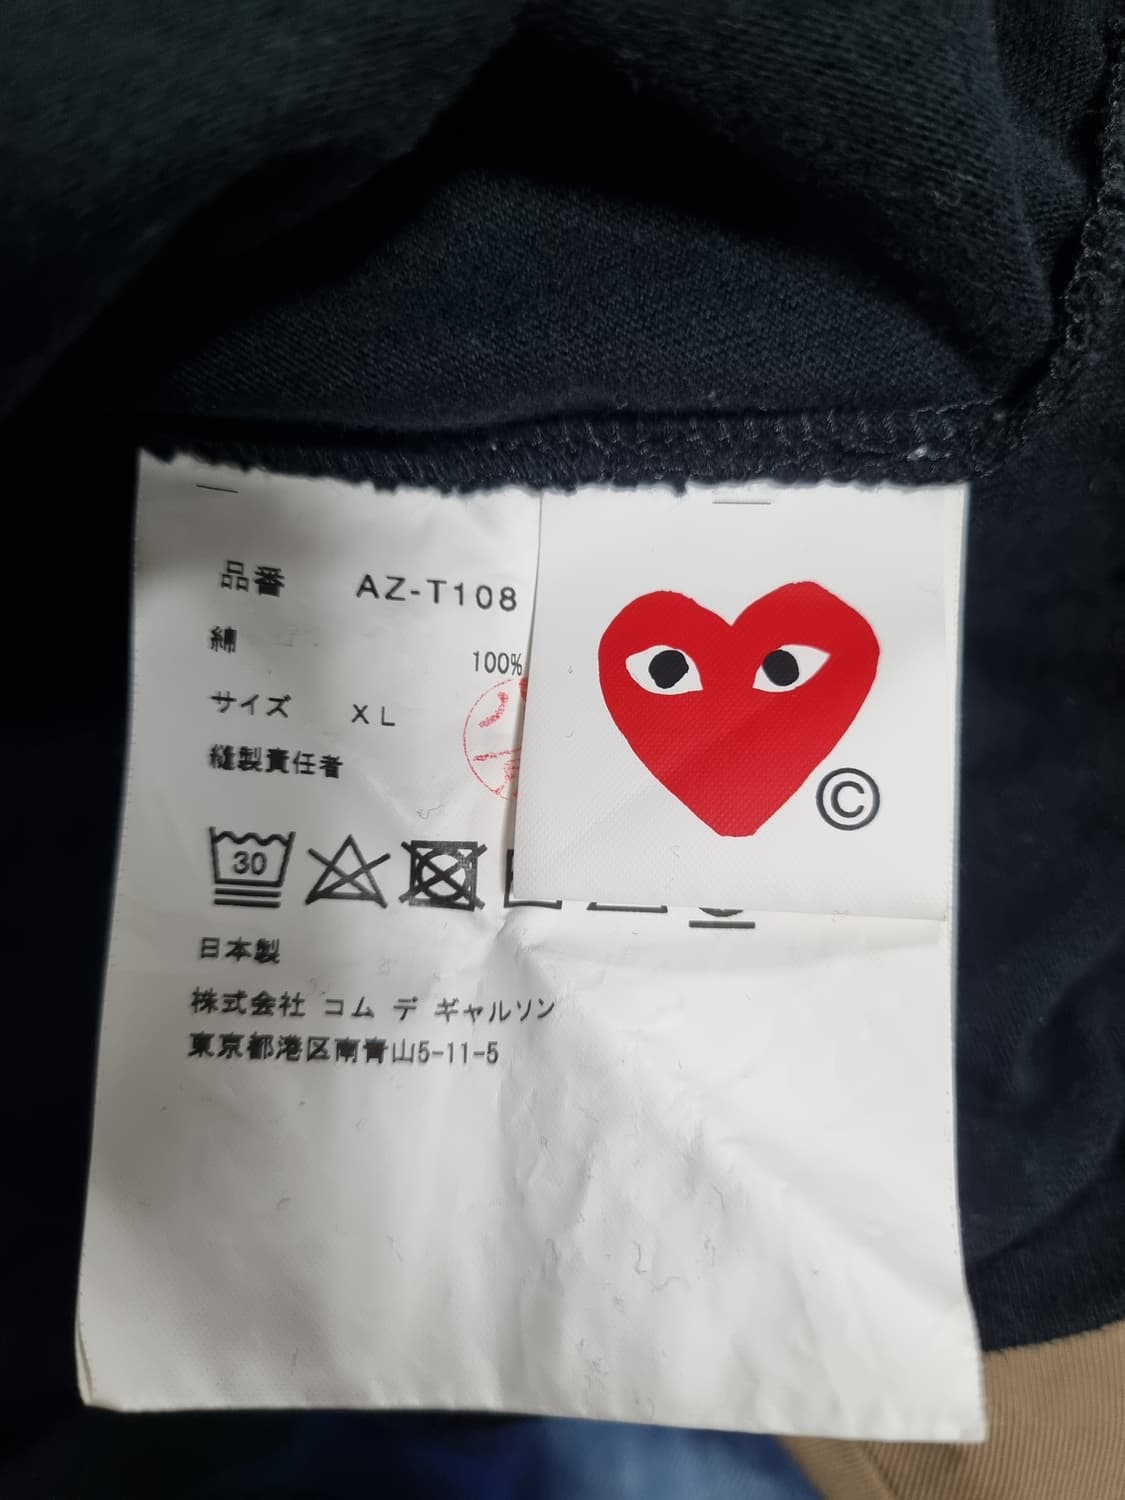 品番 AZ-T108
綿 100%
サイズ XL
縫製責任者
30
日本製
株式会社 コム デ ギャルソン
東京都港区南青山5-11-5
©